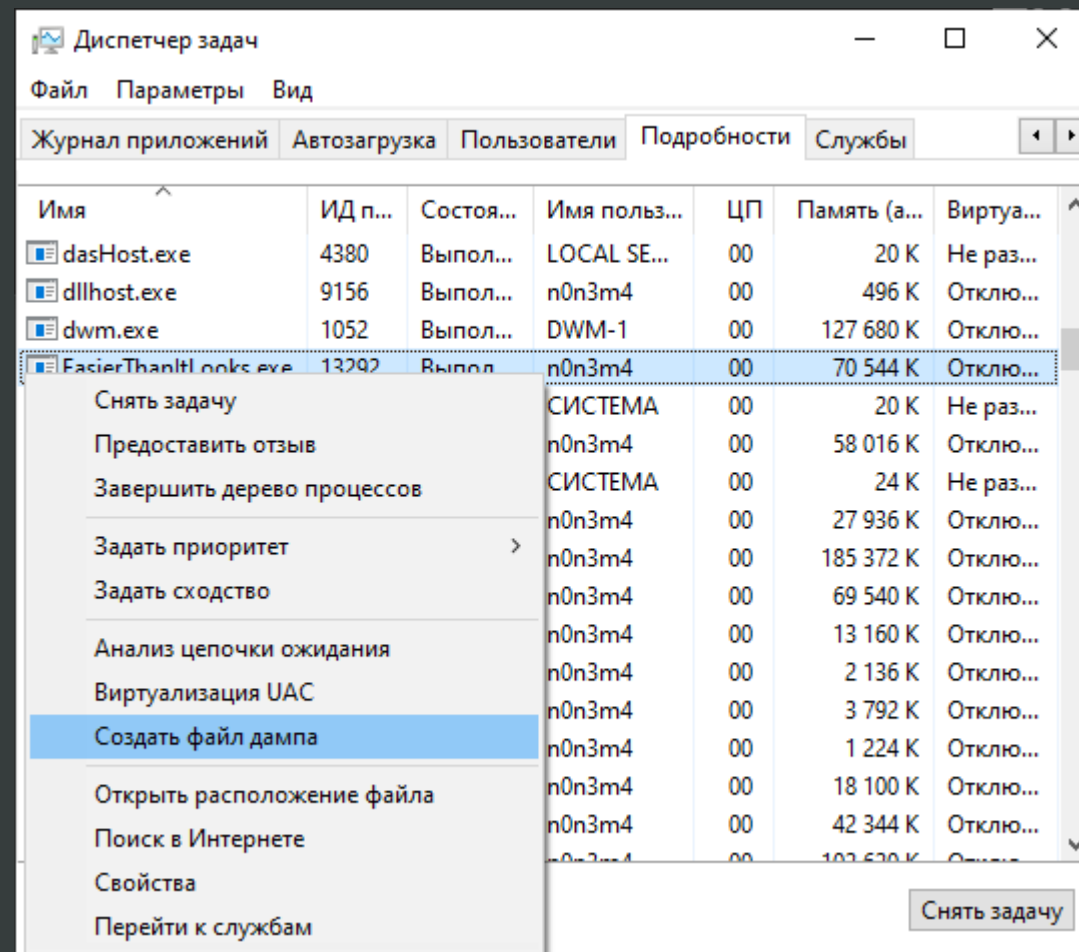 Диспетчер задач
Файл Параметры Вид
Журнал приложений Автозагрузка Пользователи Подробности Службы
Имя ИД п... Состоя... Имя польз... ЦП Память (а... Виртуа...
dasHost.exe 4380 Выпол... LOCAL SE... 00 20 K Не раз...
dllhost.exe 9156 Выпол... n0n3m4 00 496 K Отклю...
dwm.exe 1052 Выпол... DWM-1 00 127 680 K Отклю...
EasierThanItLooks.exe 13292 Выпол n0n3m4 00 70 544 K Отклю...
Снять задачу СИСТЕМА 00 20 K Не раз...
Предоставить отзыв n0n3m4 00 58 016 K Отклю...
Завершить дерево процессов СИСТЕМА 00 24 K Не раз...
n0n3m4 00 27 936 K Отклю...
Задать приоритет n0n3m4 00 185 372 K Отклю...
Задать сходство n0n3m4 00 69 540 K Отклю...
Анализ цепочки ожидания n0n3m4 00 13 160 K Отклю...
Виртуализация UAC n0n3m4 00 2 136 K Отклю...
n0n3m4 00 3 792 K Отклю...
Создать файл дампа n0n3m4 00 1 224 K Отклю...
Открыть расположение файла n0n3m4 00 18 100 K Отклю...
Поиск в Интернете n0n3m4 00 42 344 K Отклю...
Свойства
Перейти к службам Снять задачу